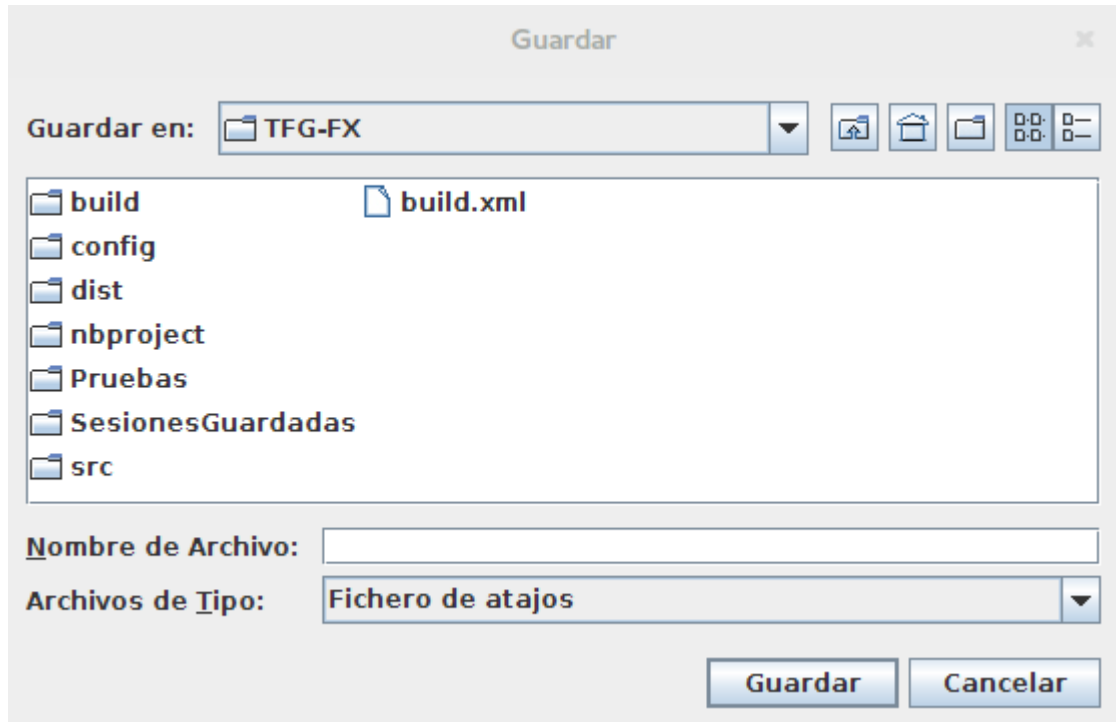 Guardar
Guardar en: TFG-FX
build build.xml
config
dist
nbproject
Pruebas
SesionesGuardadas
src
Nombre de Archivo:
Archivos de Tipo: Fichero de atajos
Guardar Cancelar